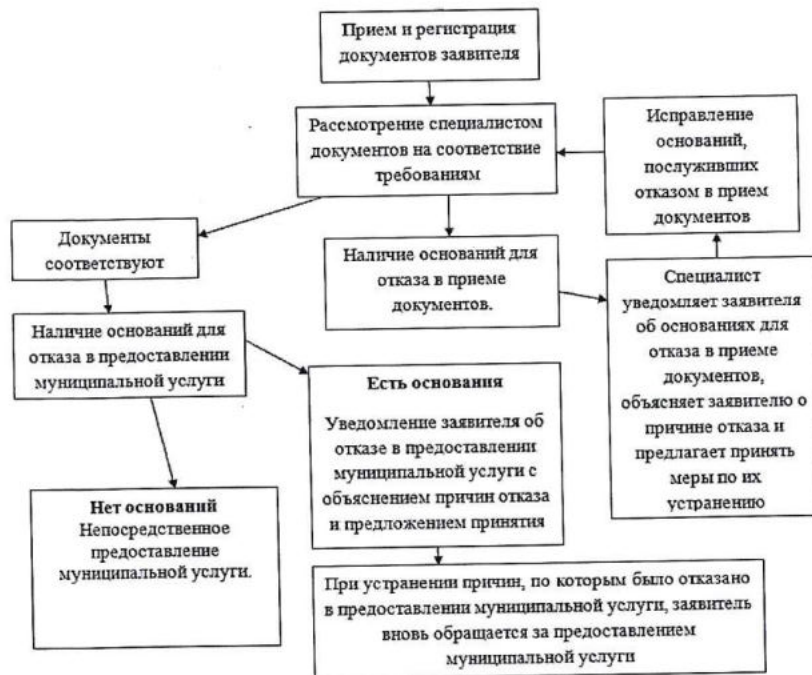 Прием и регистрация
документов заявителя
Рассмотрение специалистом
документов на соответствие
требованиям
Исправление
оснований,
послуживших
отказом в прием
документов
Документы
соответствуют
Наличие оснований для
отказа в приеме
документов.
Специалист
уведомляет заявителя
об основаниях для
отказа в приеме
документов,
объясняет заявителю о
причине отказа и
предлагает принять
меры по их
устранению
Наличие оснований для
отказа в предоставлении
муниципальной услуги
Есть основания
Уведомление заявителя об
отказе в предоставлении
муниципальной услуги с
объяснением причин отказа
и предложением принятия
Нет оснований
Непосредственное
предоставление
муниципальной услуги.
При устранении причин, по которым было отказано
в предоставлении муниципальной услуги, заявитель
вновь обращается за предоставлением
муниципальной услуги